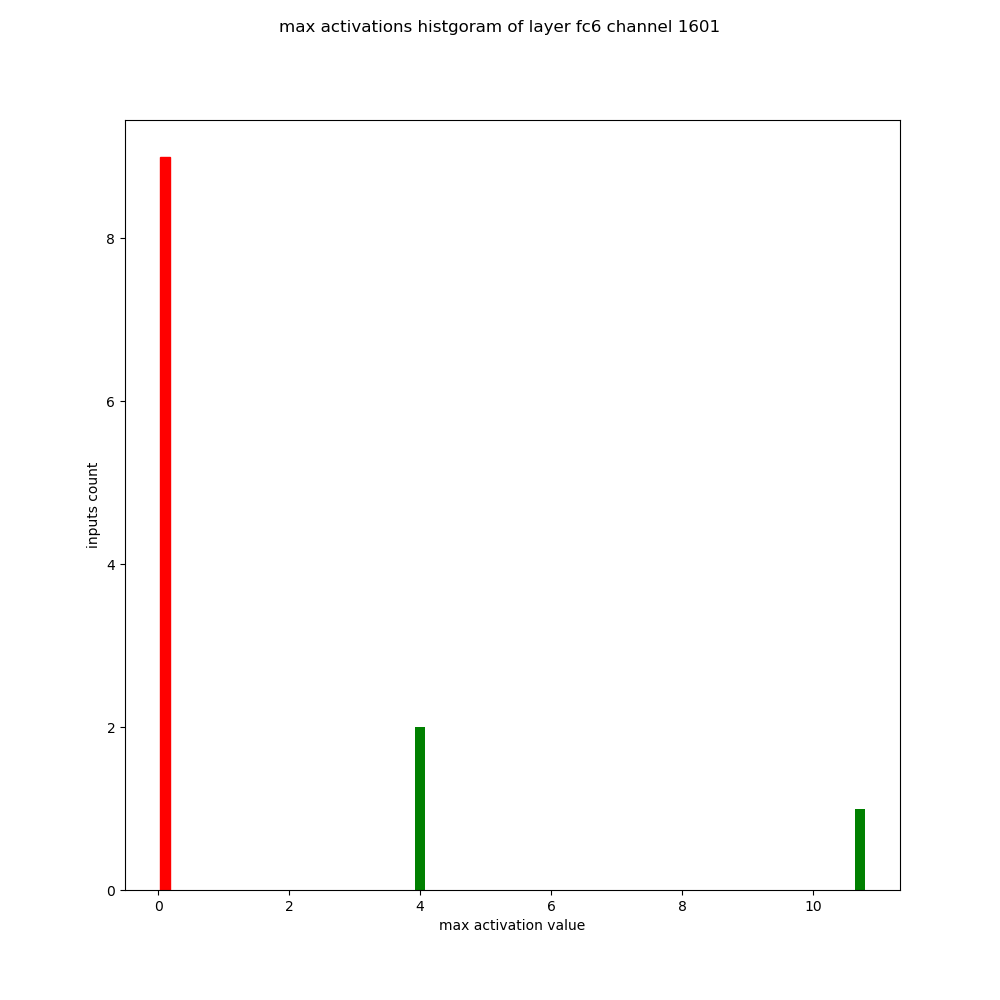 max activations histgoram of layer fc6 channel 1601
8
6
4
2
0
inputs count
0 2 4 6 8 10
max activation value